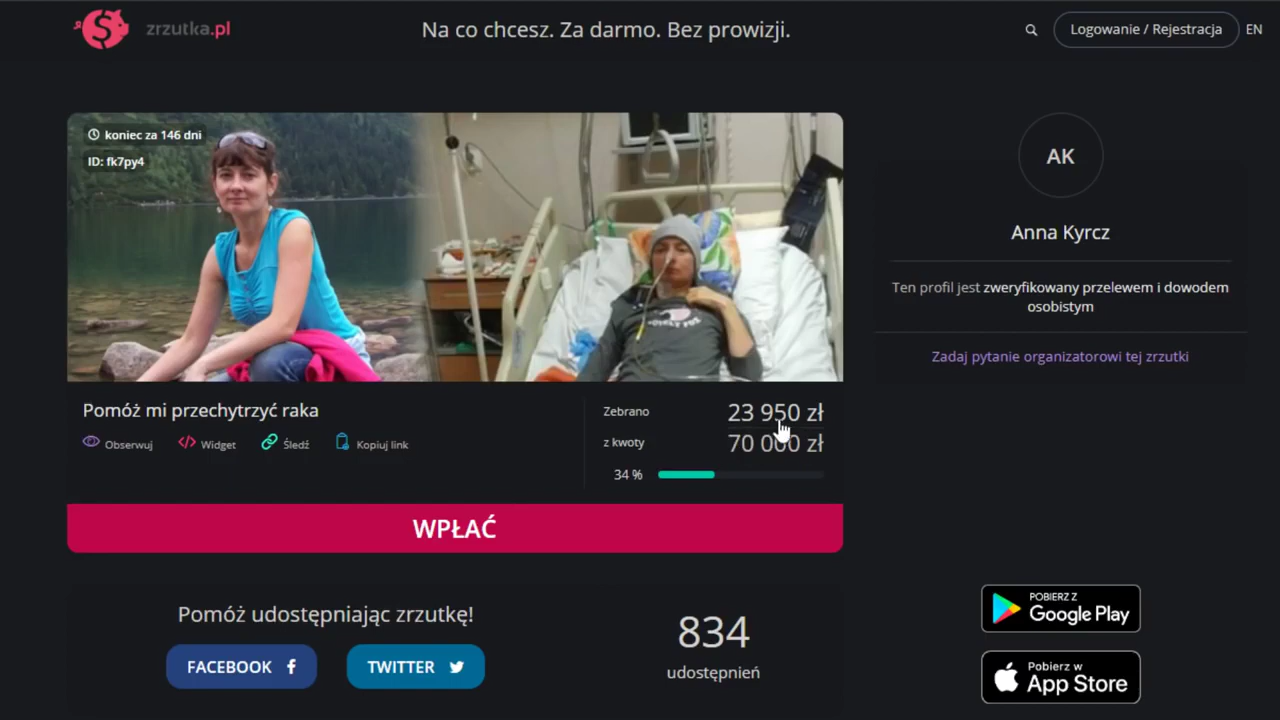 zrzutka.pl
Na co chcesz. Za darmo. Bez prowizji.
Logowanie / Rejestracja
EN
koniec za 146 dni
ID: fk7py4
AK
Anna Kyrcz
Ten profil jest zweryfikowany przelewem i dowodem
osobistym
Zadaj pytanie organizatorowi tej zrzutki
Pomóż mi przechytrzyć raka
Obserwuj
Widget
Śledź
Kopiuj link
Zebrano 23 950 zł
z kwoty 70 000 zł
34 %
WPŁAĆ
Pomóż udostępniając zrzutkę!
FACEBOOK
TWITTER
834
udostępnień
POBIERZ Z
Google Play
Pobierz w
App Store